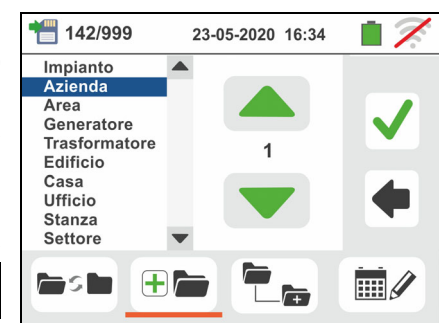 142/999 23-05-2020 16:34
Impianto
Azienda
Area
Generatore
Trasformatore
Edificio
Casa
Ufficio
Stanza
Settore
1